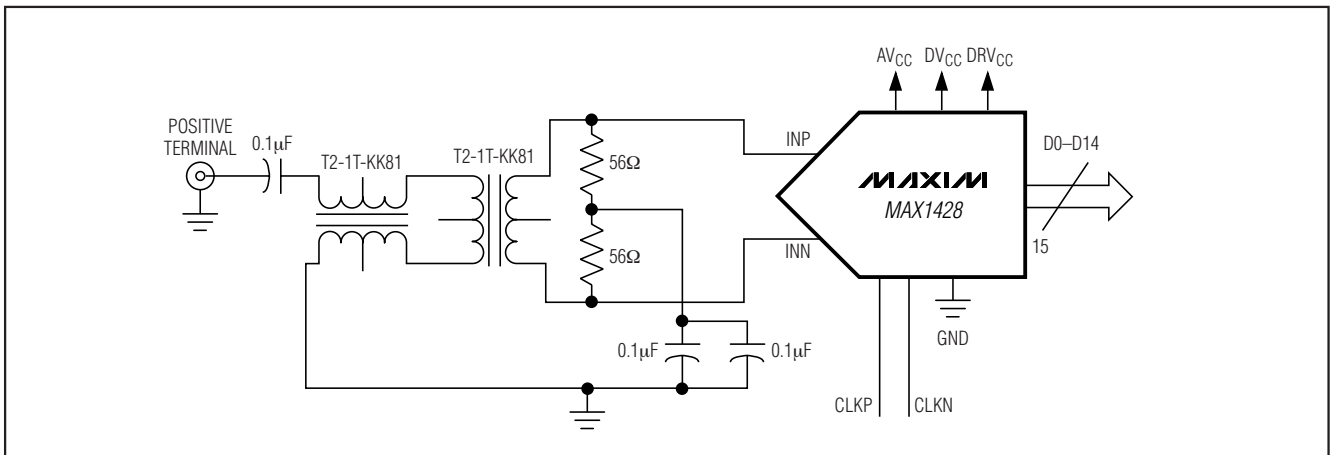 POSITIVE
TERMINAL
0.1µF
T2-1T-KK81
T2-1T-KK81
56Ω
56Ω
0.1µF
0.1µF
INP
INN
AVCC
DVCC
DRVCC
MAXIM
MAX1428
D0–D14
15
GND
CLKP
CLKN